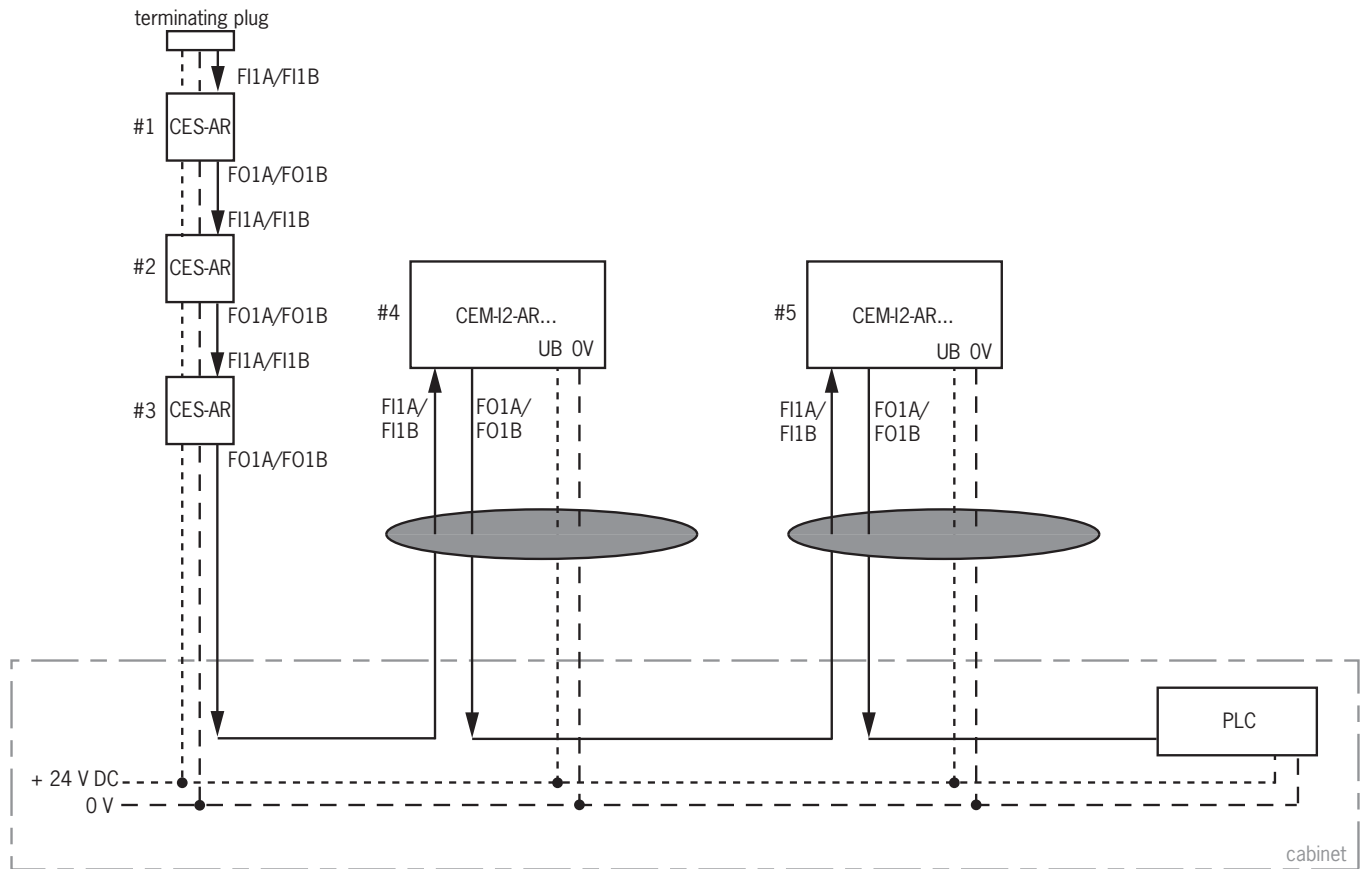 terminating plug
FI1A/FI1B
#1
CES-AR
FO1A/FO1B
FI1A/FI1B
#2
CES-AR
FO1A/FO1B
FI1A/FI1B
#3
CES-AR
FO1A/FO1B
#4
CEM-I2-AR...
UB 0V
FI1A/
FI1B
FO1A/
FO1B
#5
CEM-I2-AR...
UB 0V
FI1A/
FI1B
FO1A/
FO1B
PLC
+ 24 V DC
0 V
cabinet